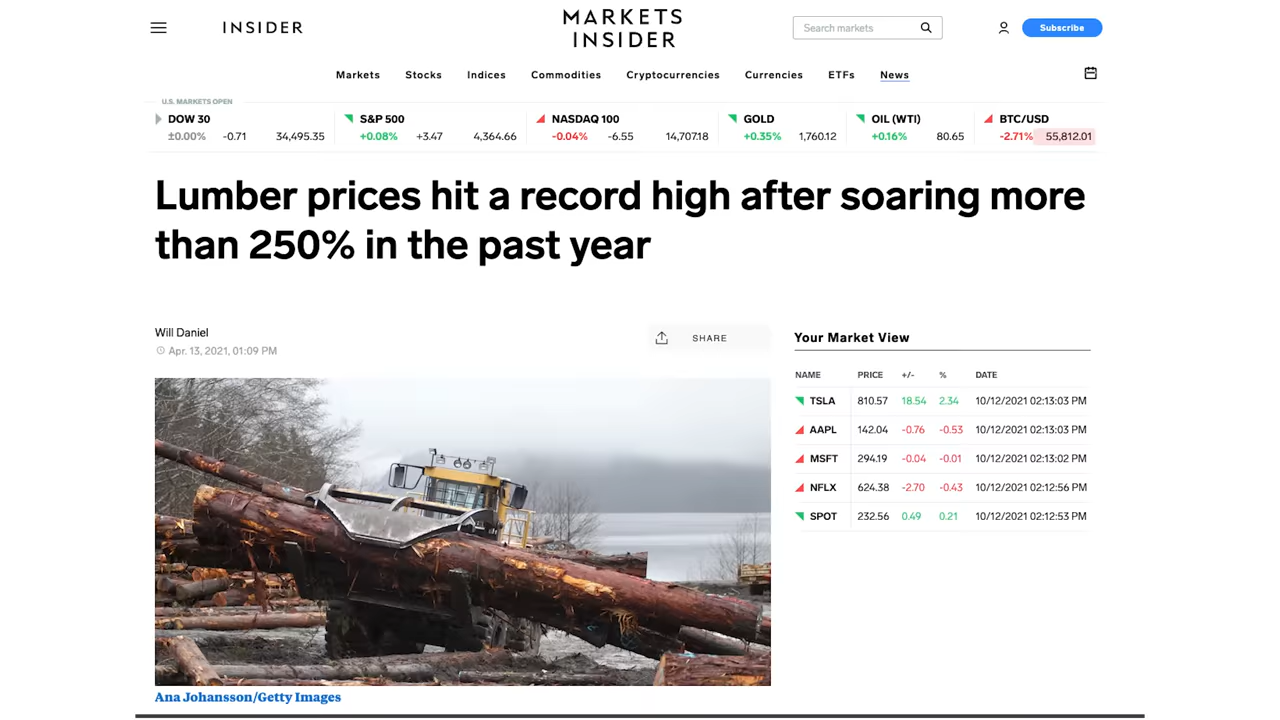 INSIDER
MARKETS
INSIDER
Search markets
Subscribe
Markets Stocks Indices Commodities Cryptocurrencies Currencies ETFs News
U.S. MARKETS OPEN
DOW 30 S&P 500 NASDAQ 100 GOLD OIL (WTI) BTC/USD
±0.00% -0.71 34,495.35 +0.08% +3.47 4,364.66 -0.04% -6.55 14,707.18 +0.35% 1,760.12 +0.16% 80.65 -2.71% 55,812.01
Lumber prices hit a record high after soaring more
than 250% in the past year
Will Daniel
Apr. 13, 2021, 01:09 PM
SHARE
Your Market View
NAME PRICE +/- % DATE
TSLA 810.57 18.54 2.34 10/12/2021 02:13:03 PM
AAPL 142.04 -0.76 -0.53 10/12/2021 02:13:03 PM
MSFT 294.19 -0.04 -0.01 10/12/2021 02:13:02 PM
NFLX 624.38 -2.70 -0.43 10/12/2021 02:12:56 PM
SPOT 232.56 0.49 0.21 10/12/2021 02:12:53 PM
Ana Johansson/Getty Images